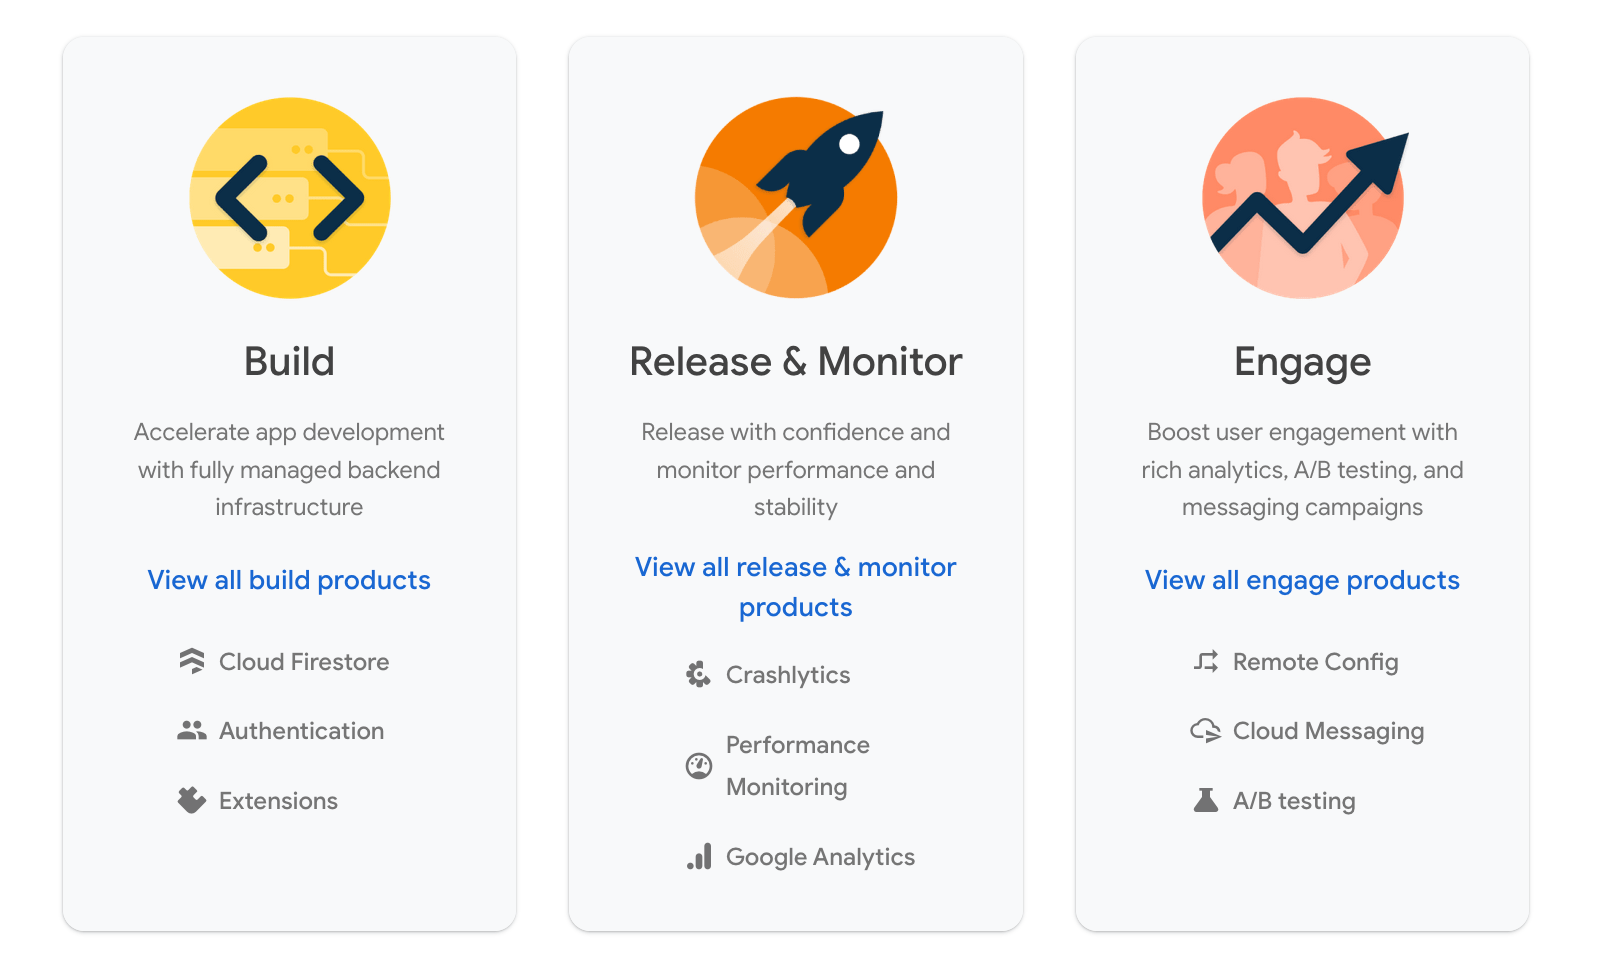 Build
Accelerate app development
with fully managed backend
infrastructure
View all build products
Cloud Firestore
Authentication
Extensions
Release & Monitor
Release with confidence and
monitor performance and
stability
View all release & monitor
products
Crashlytics
Performance
Monitoring
Google Analytics
Engage
Boost user engagement with
rich analytics, A/B testing, and
messaging campaigns
View all engage products
Remote Config
Cloud Messaging
A/B testing